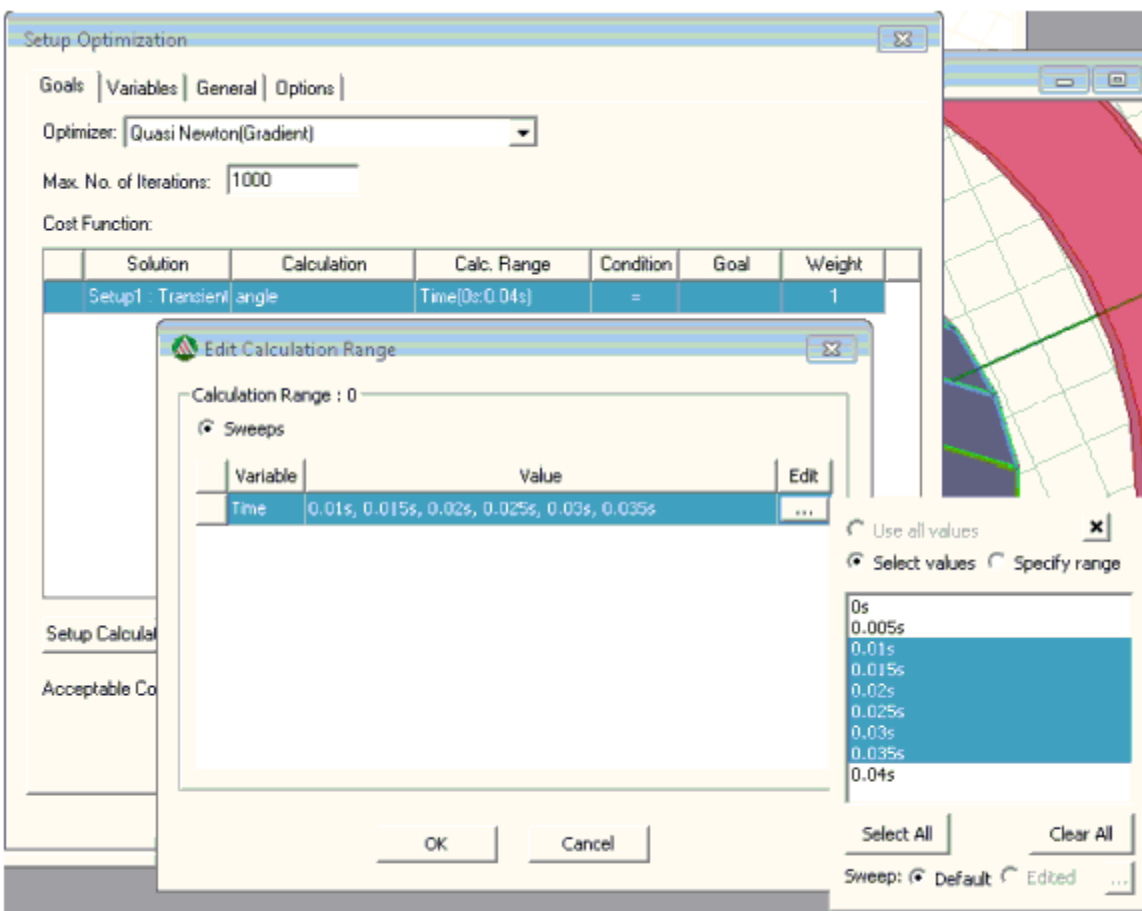 Setup Optimization
Goals Variables General Options
Optimizer: Quasi Newton(Gradient)
Max. No. of Iterations: 1000
Cost Function:
Solution Calculation Calc. Range Condition Goal Weight
Setup1 : Transient angle Time(0s:0.04s) = 1
Edit Calculation Range
Calculation Range : 0
Sweeps
Variable Value Edit
Time 0.01s, 0.015s, 0.02s, 0.025s, 0.03s, 0.035s ...
Use all values
Select values Specify range
0s
0.005s
0.01s
0.015s
0.02s
0.025s
0.03s
0.035s
0.04s
Setup Calculat
Acceptable Co
OK Cancel
Select All Clear All
Sweep: Default Edited ...